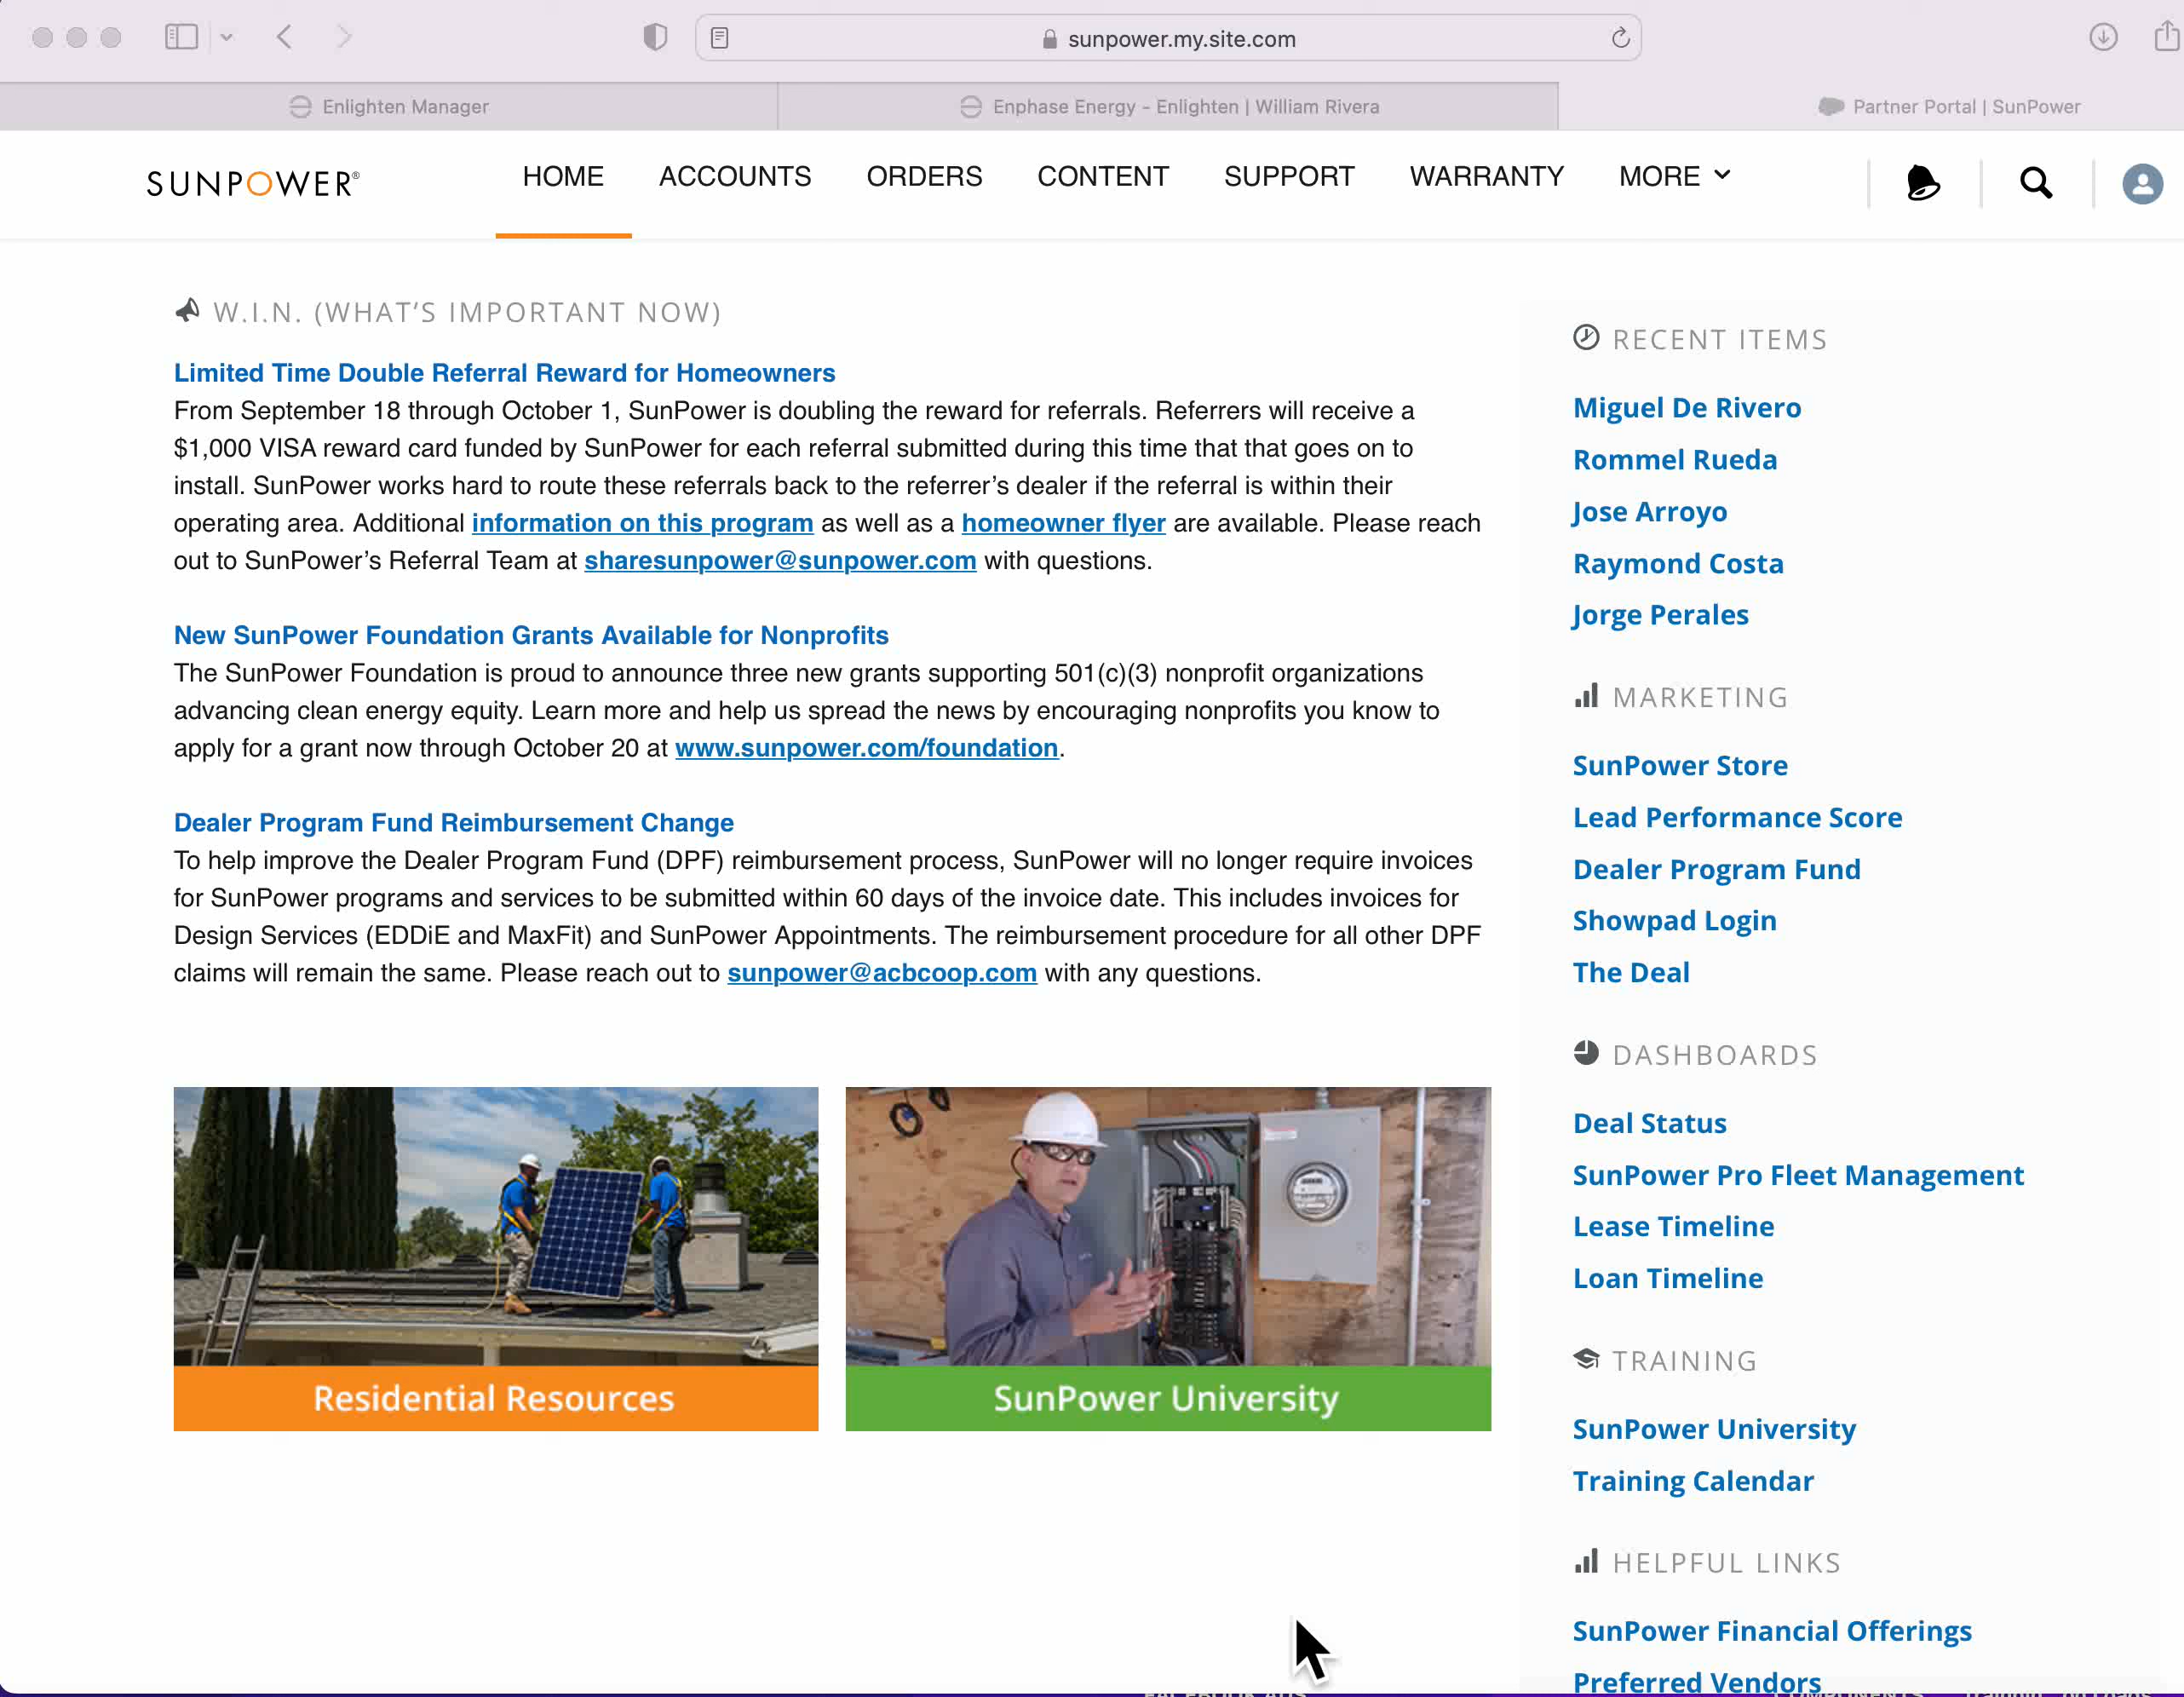 sunpower.my.site.com
Enlighten Manager
Enphase Energy - Enlighten | William Rivera
Partner Portal | SunPower
SUNPOWER®
HOME
ACCOUNTS
ORDERS
CONTENT
SUPPORT
WARRANTY
MORE
W.I.N. (WHAT'S IMPORTANT NOW)
Limited Time Double Referral Reward for Homeowners
From September 18 through October 1, SunPower is doubling the reward for referrals. Referrers will receive a
$1,000 VISA reward card funded by SunPower for each referral submitted during this time that that goes on to
install. SunPower works hard to route these referrals back to the referrer's dealer if the referral is within their
operating area. Additional information on this program as well as a homeowner flyer are available. Please reach
out to SunPower's Referral Team at sharesunpower@sunpower.com with questions.
New SunPower Foundation Grants Available for Nonprofits
The SunPower Foundation is proud to announce three new grants supporting 501(c)(3) nonprofit organizations
advancing clean energy equity. Learn more and help us spread the news by encouraging nonprofits you know to
apply for a grant now through October 20 at www.sunpower.com/foundation.
Dealer Program Fund Reimbursement Change
To help improve the Dealer Program Fund (DPF) reimbursement process, SunPower will no longer require invoices
for SunPower programs and services to be submitted within 60 days of the invoice date. This includes invoices for
Design Services (EDDiE and MaxFit) and SunPower Appointments. The reimbursement procedure for all other DPF
claims will remain the same. Please reach out to sunpower@acbcoop.com with any questions.
Residential Resources
SunPower University
RECENT ITEMS
Miguel De Rivero
Rommel Rueda
Jose Arroyo
Raymond Costa
Jorge Perales
MARKETING
SunPower Store
Lead Performance Score
Dealer Program Fund
Showpad Login
The Deal
DASHBOARDS
Deal Status
SunPower Pro Fleet Management
Lease Timeline
Loan Timeline
TRAINING
SunPower University
Training Calendar
HELPFUL LINKS
SunPower Financial Offerings
Preferred Vendors